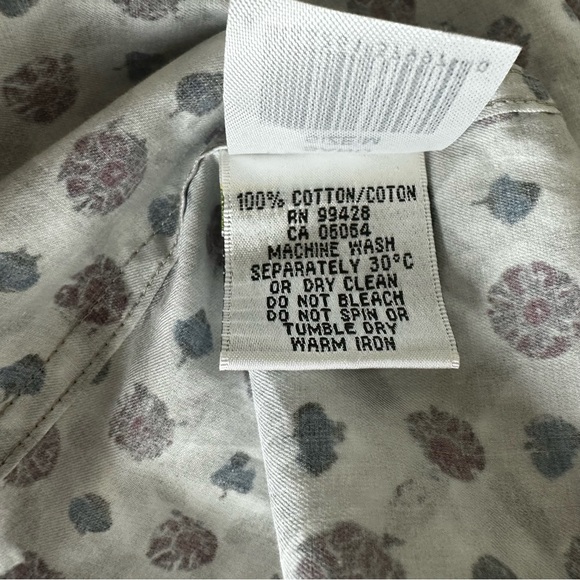 100% COTTON/COTON
RN 99428
CA 06064
MACHINE WASH
SEPARATELY 30°C
OR DRY CLEAN
DO NOT BLEACH
DO NOT SPIN OR
TUMBLE DRY
WARM IRON